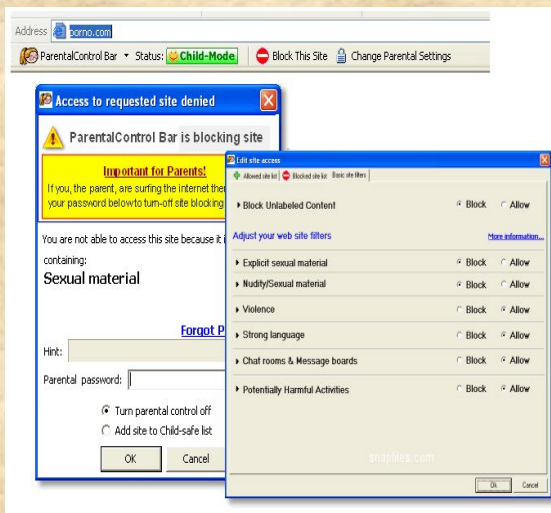 Address porno.com
ParentalControl Bar Status: Child-Mode Block This Site Change Parental Settings
Access to requested site denied
ParentalControl Bar is blocking site
Important for Parents!
If you, the parent, are surfing the internet
your password belowto turn-off site blocking
You are not able to access this site because it
containing:
Sexual material
Forgot P
Hint:
Parental password:
Turn parental control off
Add site to Child-safe list
OK Cancel
Edit site access
Allowed site list Blocked site list Basic site filters
Block Unlabeled Content Block Allow
Adjust your web site filters More information...
Explicit sexual material Block Allow
Nudity/Sexual material Block Allow
Violence Block Allow
Strong language Block Allow
Chat rooms & Message boards Block Allow
Potentially Harmful Activities Block Allow
snapfiles.com
Ok Cancel